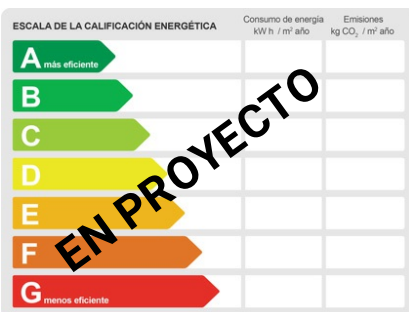 ESCALA DE LA CALIFICACIÓN ENERGÉTICA
Consumo de energía
kW h / m² año
Emisiones
kg CO₂ / m² año
A más eficiente
B
C
D
E
F
G menos eficiente
EN PROYECTO